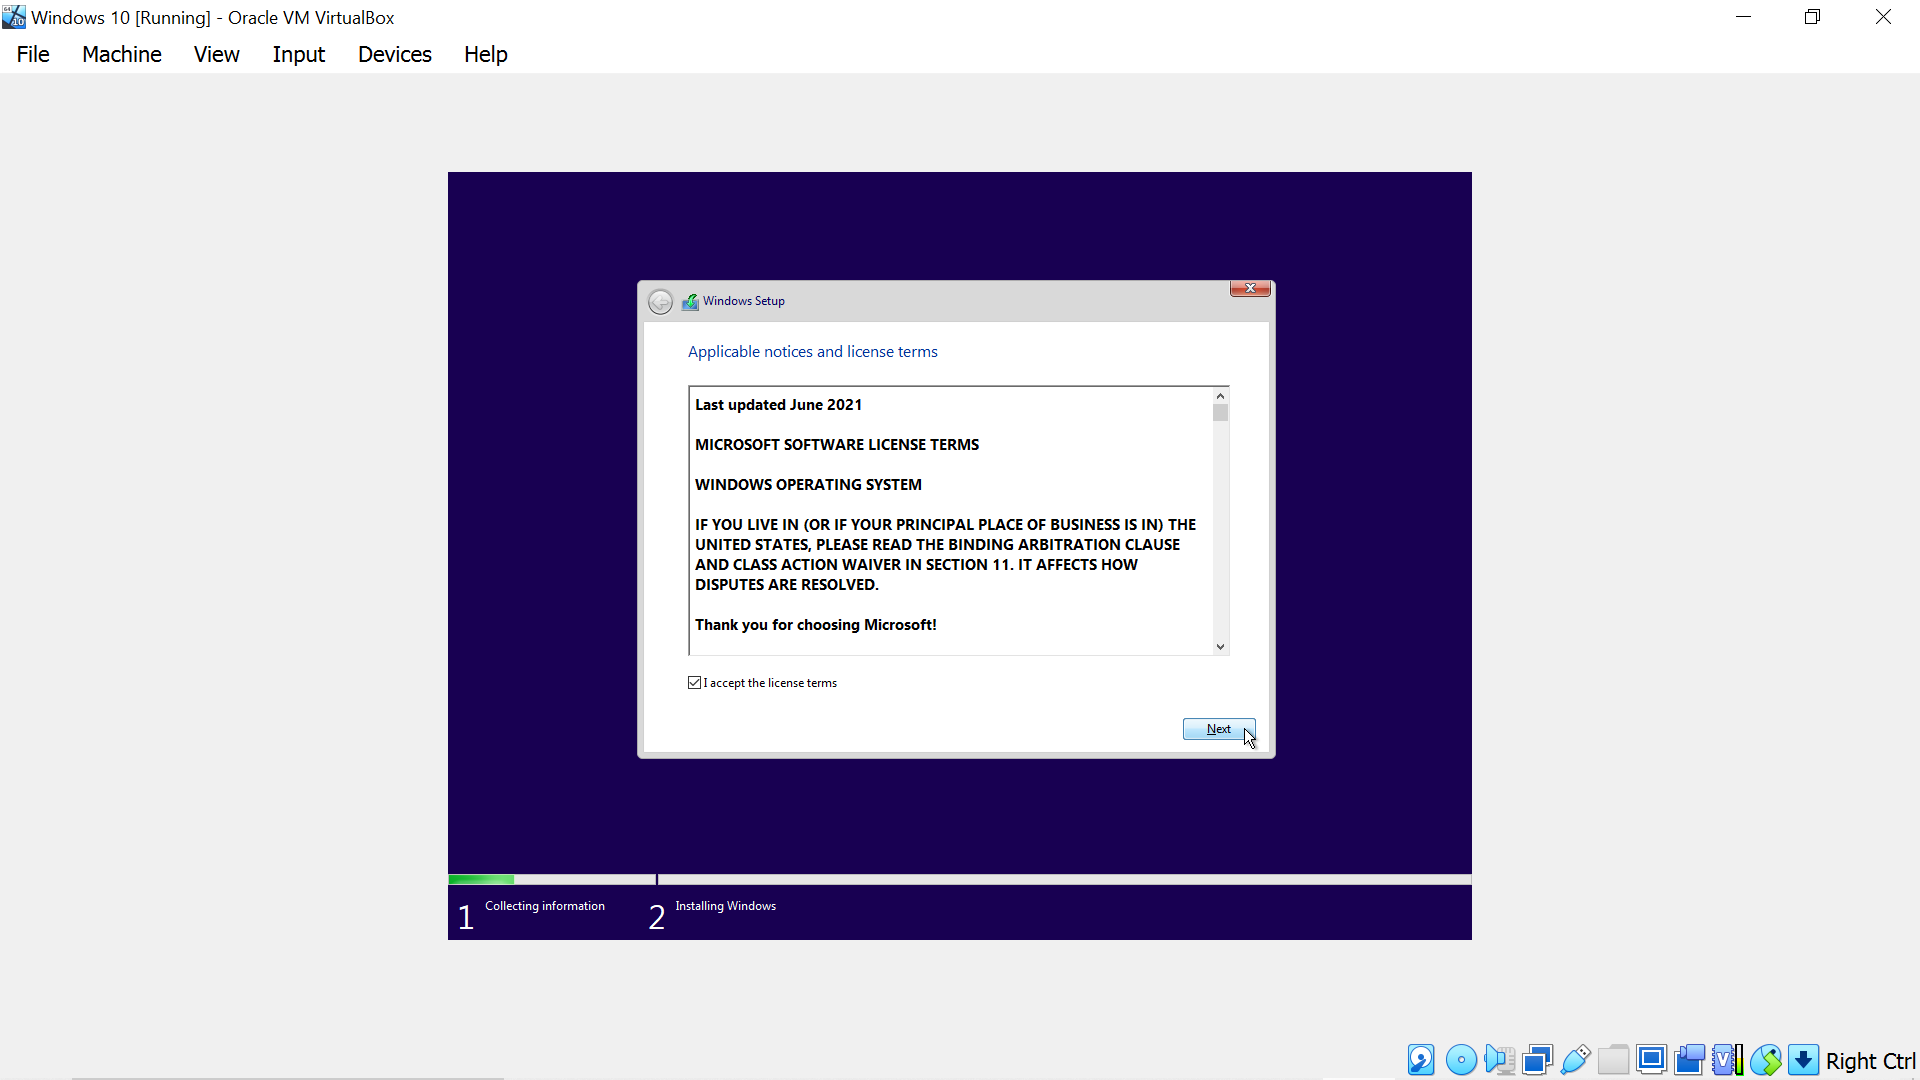 Windows 10 [Running] - Oracle VM VirtualBox
File Machine View Input Devices Help
Windows Setup
Applicable notices and license terms
Last updated June 2021
MICROSOFT SOFTWARE LICENSE TERMS
WINDOWS OPERATING SYSTEM
IF YOU LIVE IN (OR IF YOUR PRINCIPAL PLACE OF BUSINESS IS IN) THE
UNITED STATES, PLEASE READ THE BINDING ARBITRATION CLAUSE
AND CLASS ACTION WAIVER IN SECTION 11. IT AFFECTS HOW
DISPUTES ARE RESOLVED.
Thank you for choosing Microsoft!
I accept the license terms
Next
1 Collecting information
2 Installing Windows
Right Ctrl